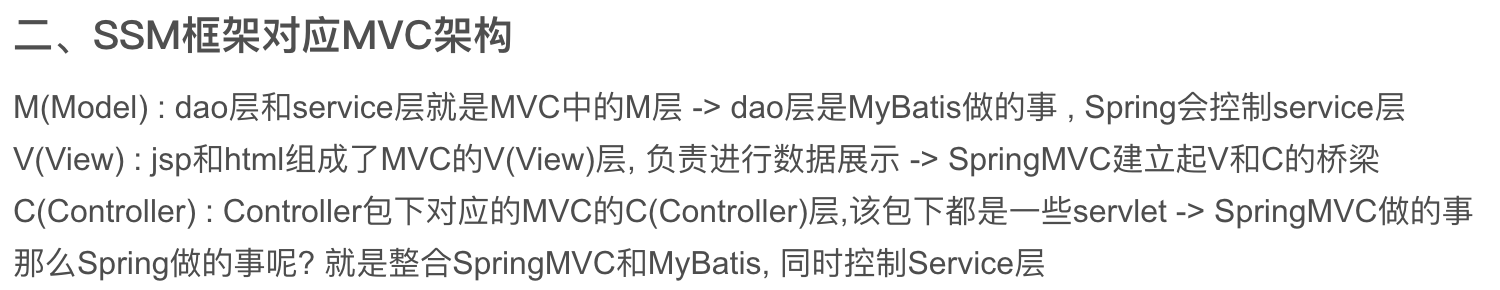 二、SSM框架对应MVC架构
M(Model) : dao层和service层就是MVC中的M层 -> dao层是MyBatis做的事 , Spring会控制service层
V(View) : jsp和html组成了MVC的V(View)层, 负责进行数据展示 -> SpringMVC建立起V和C的桥梁
C(Controller) : Controller包下对应的MVC的C(Controller)层,该包下都是一些servlet -> SpringMVC做的事
那么Spring做的事呢? 就是整合SpringMVC和MyBatis, 同时控制Service层